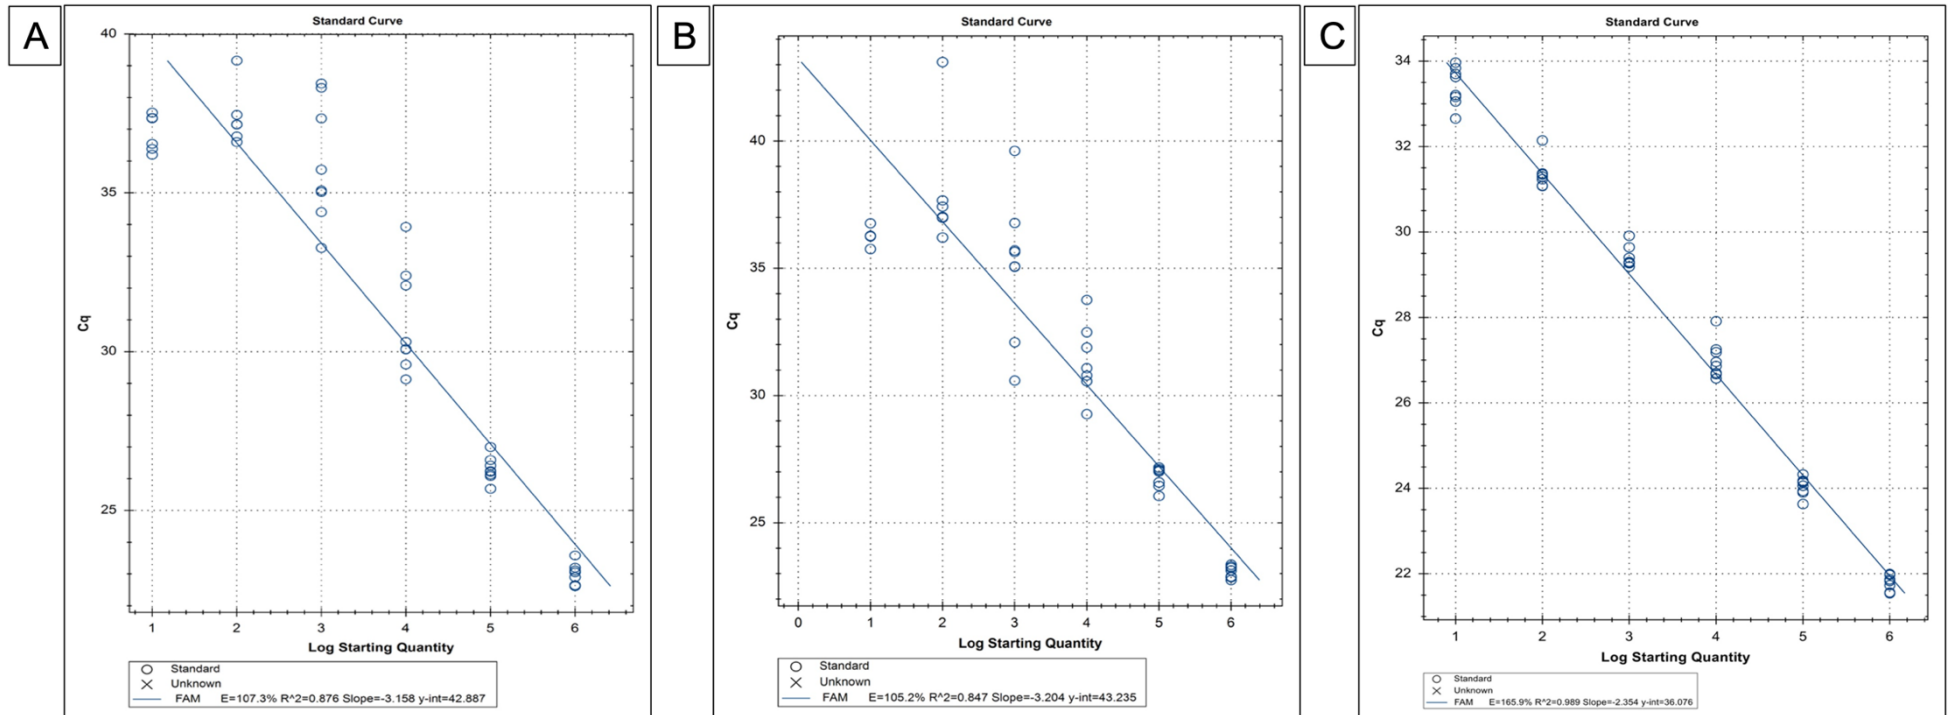 A
Standard Curve
40
35
30
25
Cq
1 2 3 4 5 6
Log Starting Quantity
Standard
Unknown
FAM E=107.3% R^2=0.876 Slope=-3.158 y-int=42.887
B
Standard Curve
40
35
30
25
Cq
0 1 2 3 4 5 6
Log Starting Quantity
Standard
Unknown
FAM E=105.2% R^2=0.847 Slope=-3.204 y-int=43.235
C
Standard Curve
34
32
30
28
26
24
22
Cq
1 2 3 4 5 6
Log Starting Quantity
Standard
Unknown
FAM E=165.9% R^2=0.989 Slope=-2.354 y-int=36.076